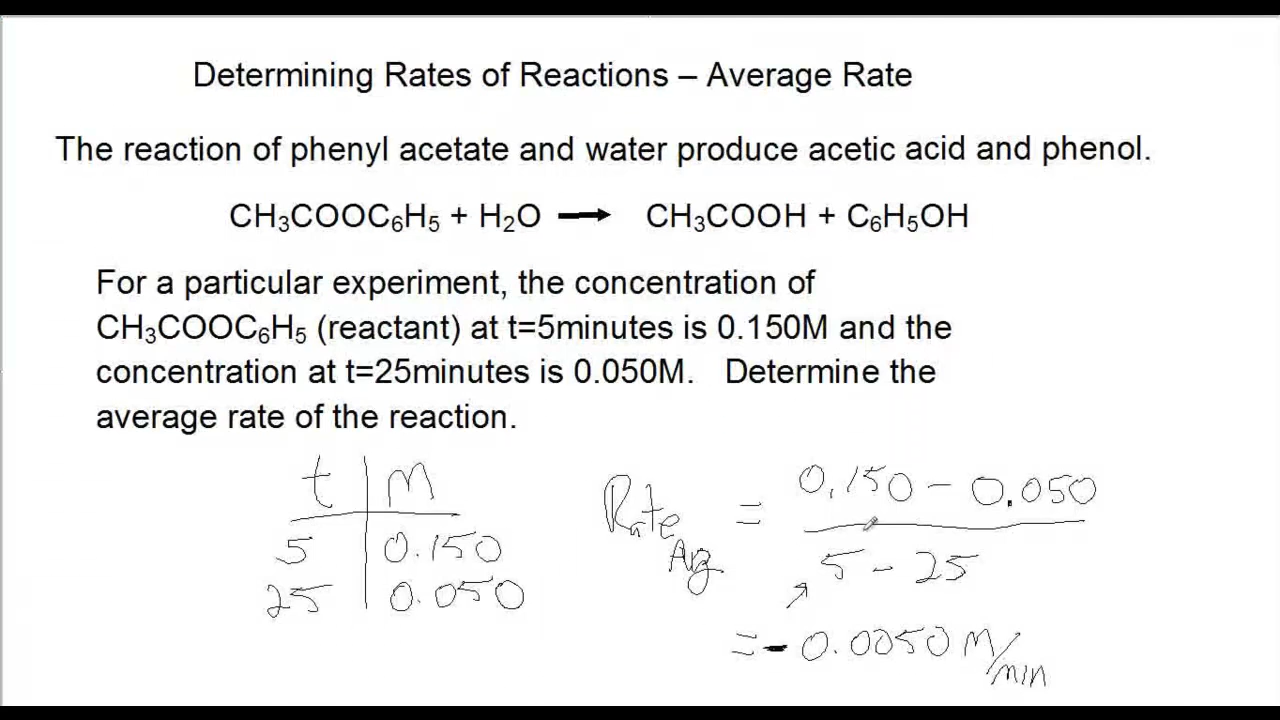 Determining Rates of Reactions – Average Rate
The reaction of phenyl acetate and water produce acetic acid and phenol.
CH₃COOC₆H₅ + H₂O → CH₃COOH + C₆H₅OH
For a particular experiment, the concentration of
CH₃COOC₆H₅ (reactant) at t=5minutes is 0.150M and the
concentration at t=25minutes is 0.050M. Determine the
average rate of the reaction.
t M
5 0.150
25 0.050
Rate Avg = 0.150 - 0.050
5 - 25
= - 0.0050 M/min